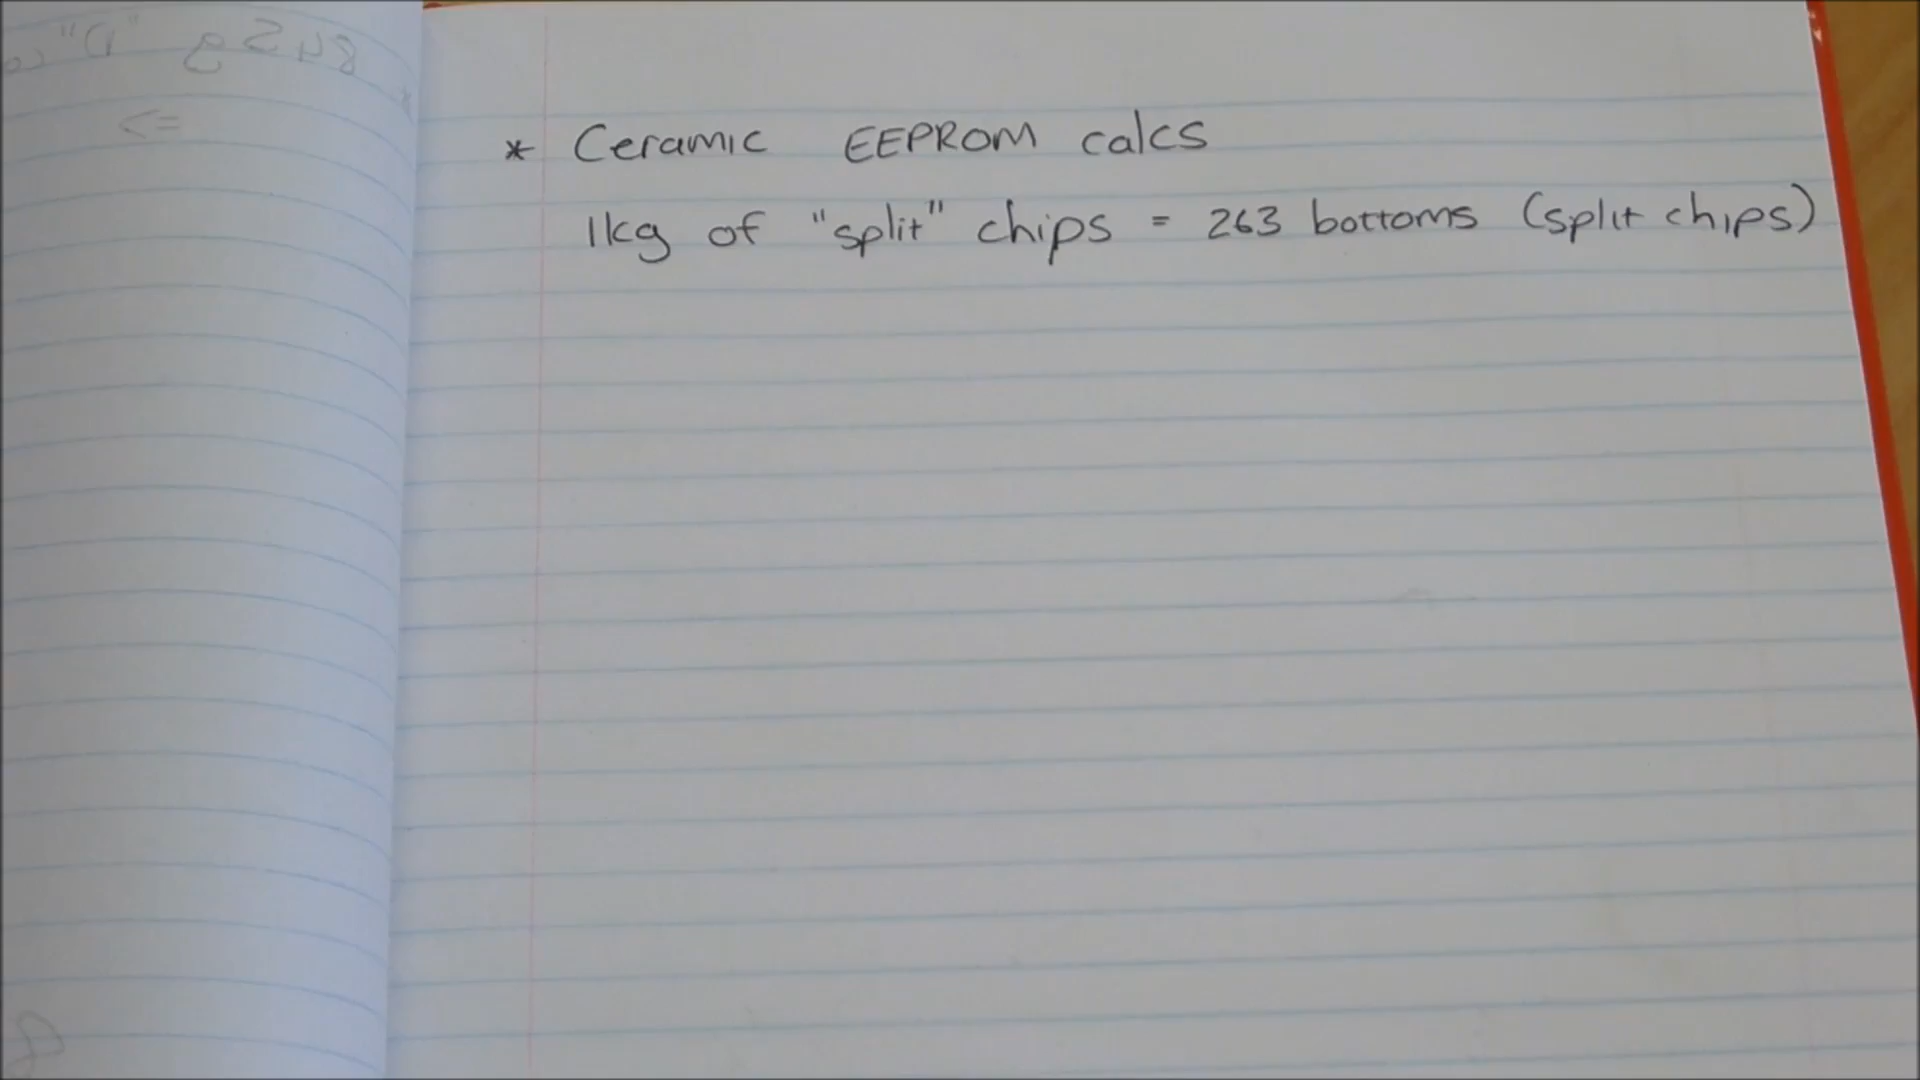 * Ceramic EEPROM calcs
1kg of "split" chips = 263 bottoms (split chips)